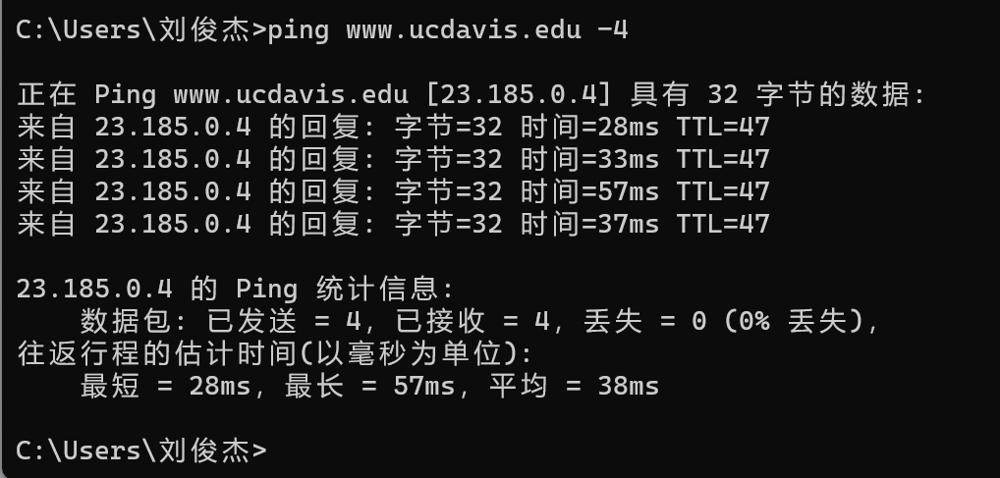 C:\Users\刘俊杰>ping www.ucdavis.edu -4
正在 Ping www.ucdavis.edu [23.185.0.4] 具有 32 字节的数据:
来自 23.185.0.4 的回复: 字节=32 时间=28ms TTL=47
来自 23.185.0.4 的回复: 字节=32 时间=33ms TTL=47
来自 23.185.0.4 的回复: 字节=32 时间=57ms TTL=47
来自 23.185.0.4 的回复: 字节=32 时间=37ms TTL=47
23.185.0.4 的 Ping 统计信息:
    数据包: 已发送 = 4, 已接收 = 4, 丢失 = 0 (0% 丢失),
往返行程的估计时间(以毫秒为单位):
    最短 = 28ms, 最长 = 57ms, 平均 = 38ms
C:\Users\刘俊杰>